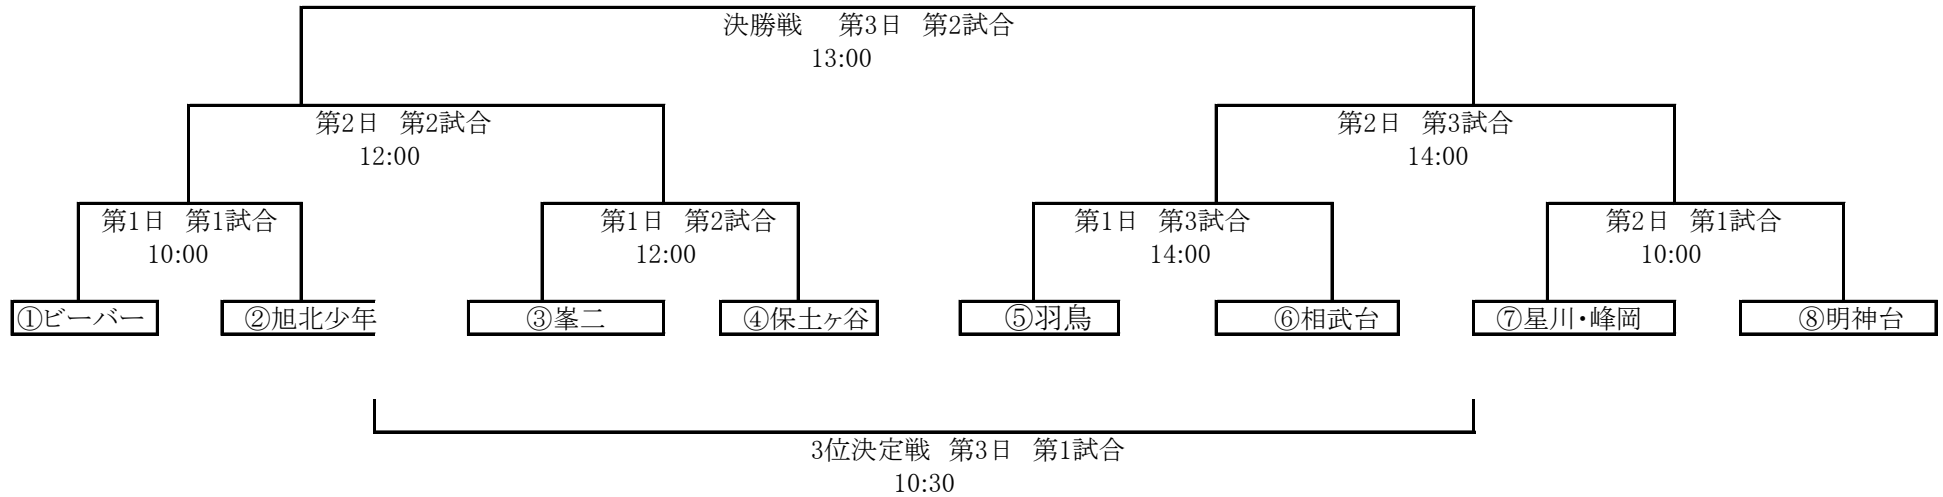 決勝戦　第3日　第2試合
13:00
第2日　第2試合
12:00
第2日　第3試合
14:00
第1日　第1試合
10:00
第1日　第2試合
12:00
第1日　第3試合
14:00
第2日　第1試合
10:00
①ビーバー
②旭北少年
③峯二
④保土ヶ谷
⑤羽鳥
⑥相武台
⑦星川・峰岡
⑧明神台
3位決定戦　第3日　第1試合
10:30